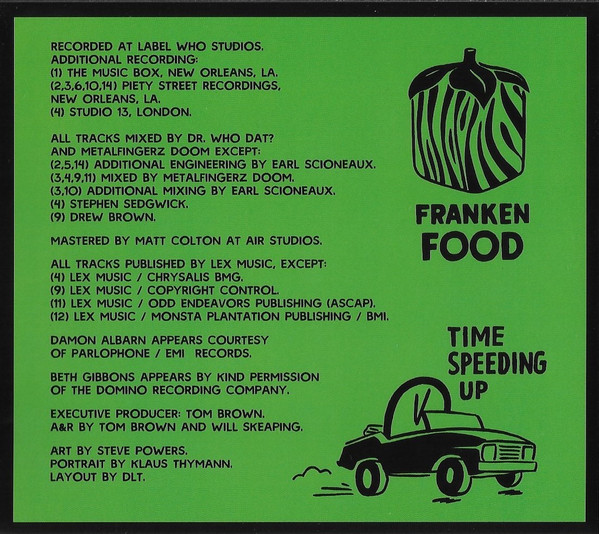 RECORDED AT LABEL WHO STUDIOS.
ADDITIONAL RECORDING:
(1) THE MUSIC BOX, NEW ORLEANS, LA.
(2,3,6,10,14) PIETY STREET RECORDINGS,
NEW ORLEANS, LA.
(4) STUDIO 13, LONDON.
ALL TRACKS MIXED BY DR. WHO DAT?
AND METALFINGERZ DOOM EXCEPT:
(2,5,14) ADDITIONAL ENGINEERING BY EARL SCIONEAUX.
(3,4,9,11) MIXED BY METALFINGERZ DOOM.
(3,10) ADDITIONAL MIXING BY EARL SCIONEAUX.
(4) STEPHEN SEDGWICK.
(9) DREW BROWN.
MASTERED BY MATT COLTON AT AIR STUDIOS.
ALL TRACKS PUBLISHED BY LEX MUSIC, EXCEPT:
(4) LEX MUSIC / CHRYSALIS BMG.
(9) LEX MUSIC / COPYRIGHT CONTROL.
(11) LEX MUSIC / ODD ENDEAVORS PUBLISHING (ASCAP).
(12) LEX MUSIC / MONSTA PLANTATION PUBLISHING / BMI.
DAMON ALBARN APPEARS COURTESY
OF PARLOPHONE / EMI RECORDS.
BETH GIBBONS APPEARS BY KIND PERMISSION
OF THE DOMINO RECORDING COMPANY.
EXECUTIVE PRODUCER: TOM BROWN.
A&R BY TOM BROWN AND WILL SKEAPING.
ART BY STEVE POWERS.
PORTRAIT BY KLAUS THYMANN.
LAYOUT BY DLT.
FRANKEN
FOOD
TIME
SPEEDING
UP
K